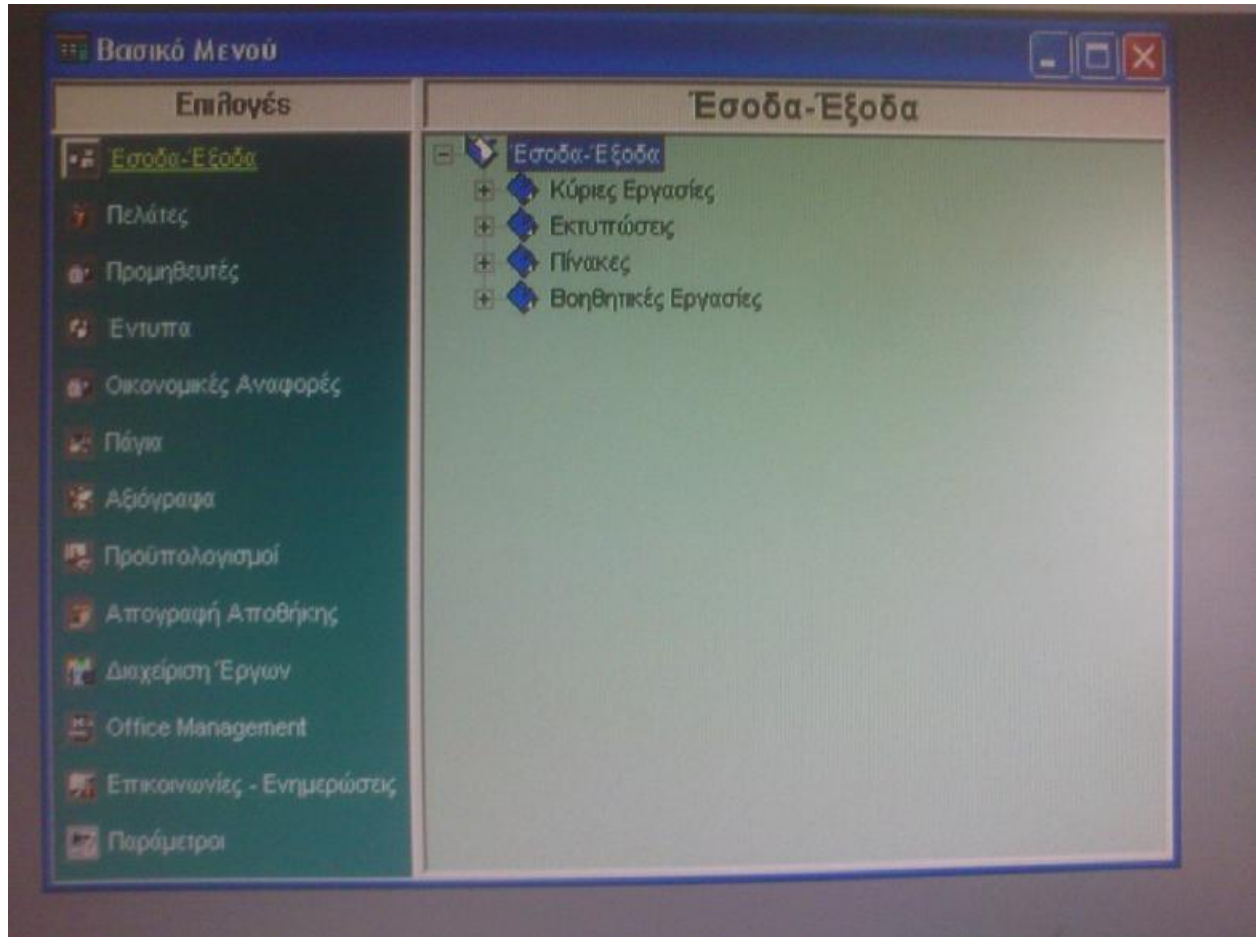 Βασικό Μενού
Επιλογές
Έσοδα-Έξοδα
Έσοδα-Έξοδα
Πελάτες
Προμηθευτές
Έντυπα
Οικονομικές Αναφορές
Πάγια
Αξιόγραφα
Προϋπολογισμοί
Απογραφή Αποθήκης
Διαχείριση Έργων
Office Management
Επικοινωνίες - Ενημερώσεις
Παράμετροι
Έσοδα-Έξοδα
Κύριες Εργασίες
Εκτυπώσεις
Πίνακες
Βοηθητικές Εργασίες